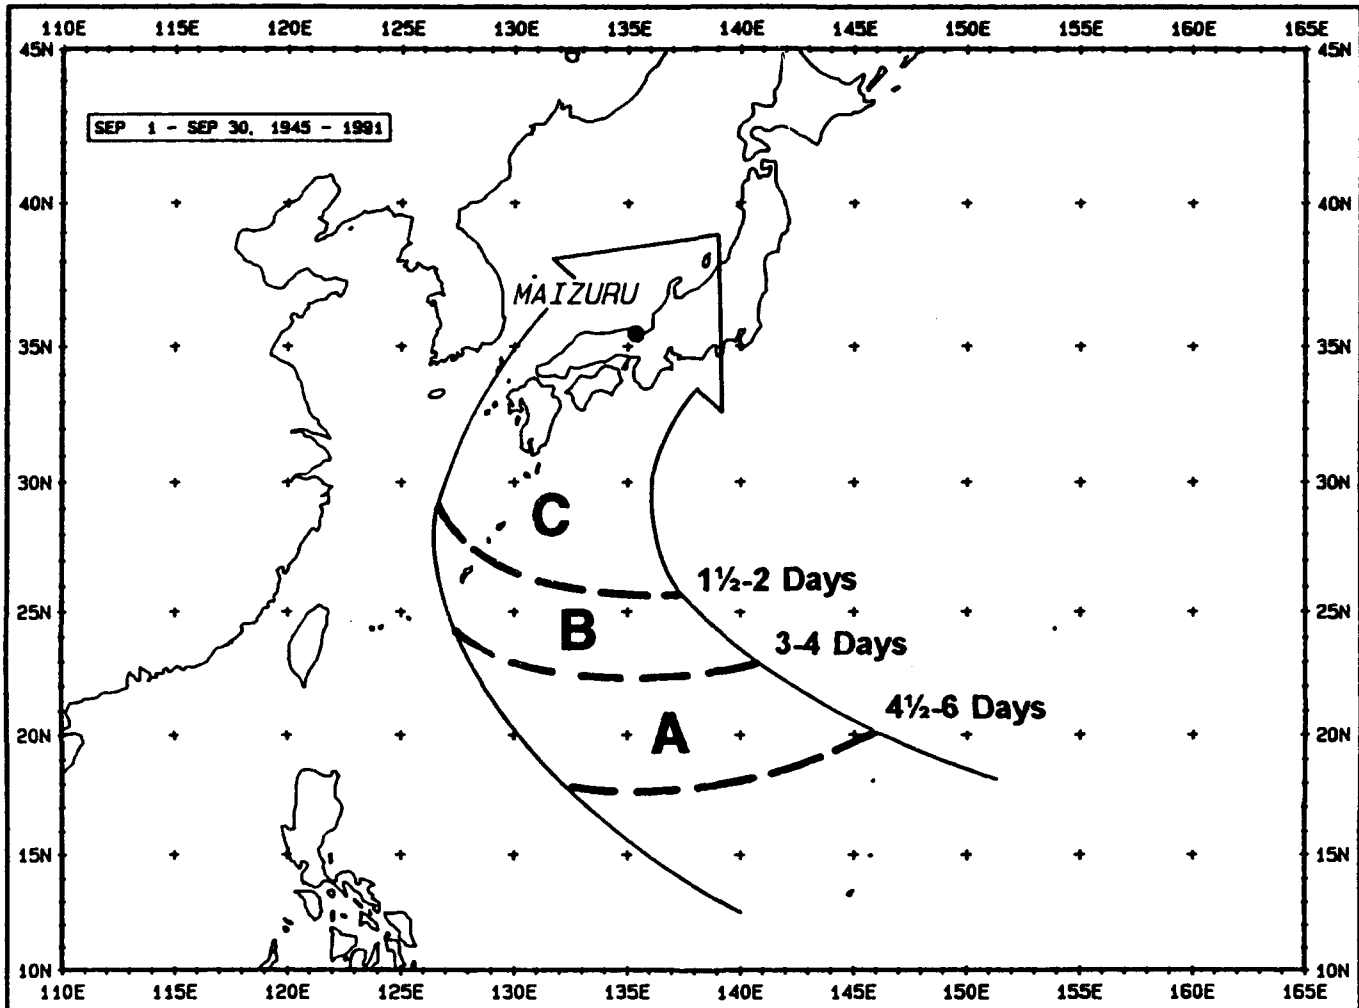 110E 115E 120E 125E 130E 135E 140E 145E 150E 155E 160E 165E
45N 45N
SEP 1 - SEP 30, 1945 - 1991
40N 40N
MAIZURU
35N 35N
30N 30N
C
1½-2 Days
25N 25N
B
3-4 Days
4½-6 Days
A
20N 20N
15N 15N
10N 10N
110E 115E 120E 125E 130E 135E 140E 145E 150E 155E 160E 165E